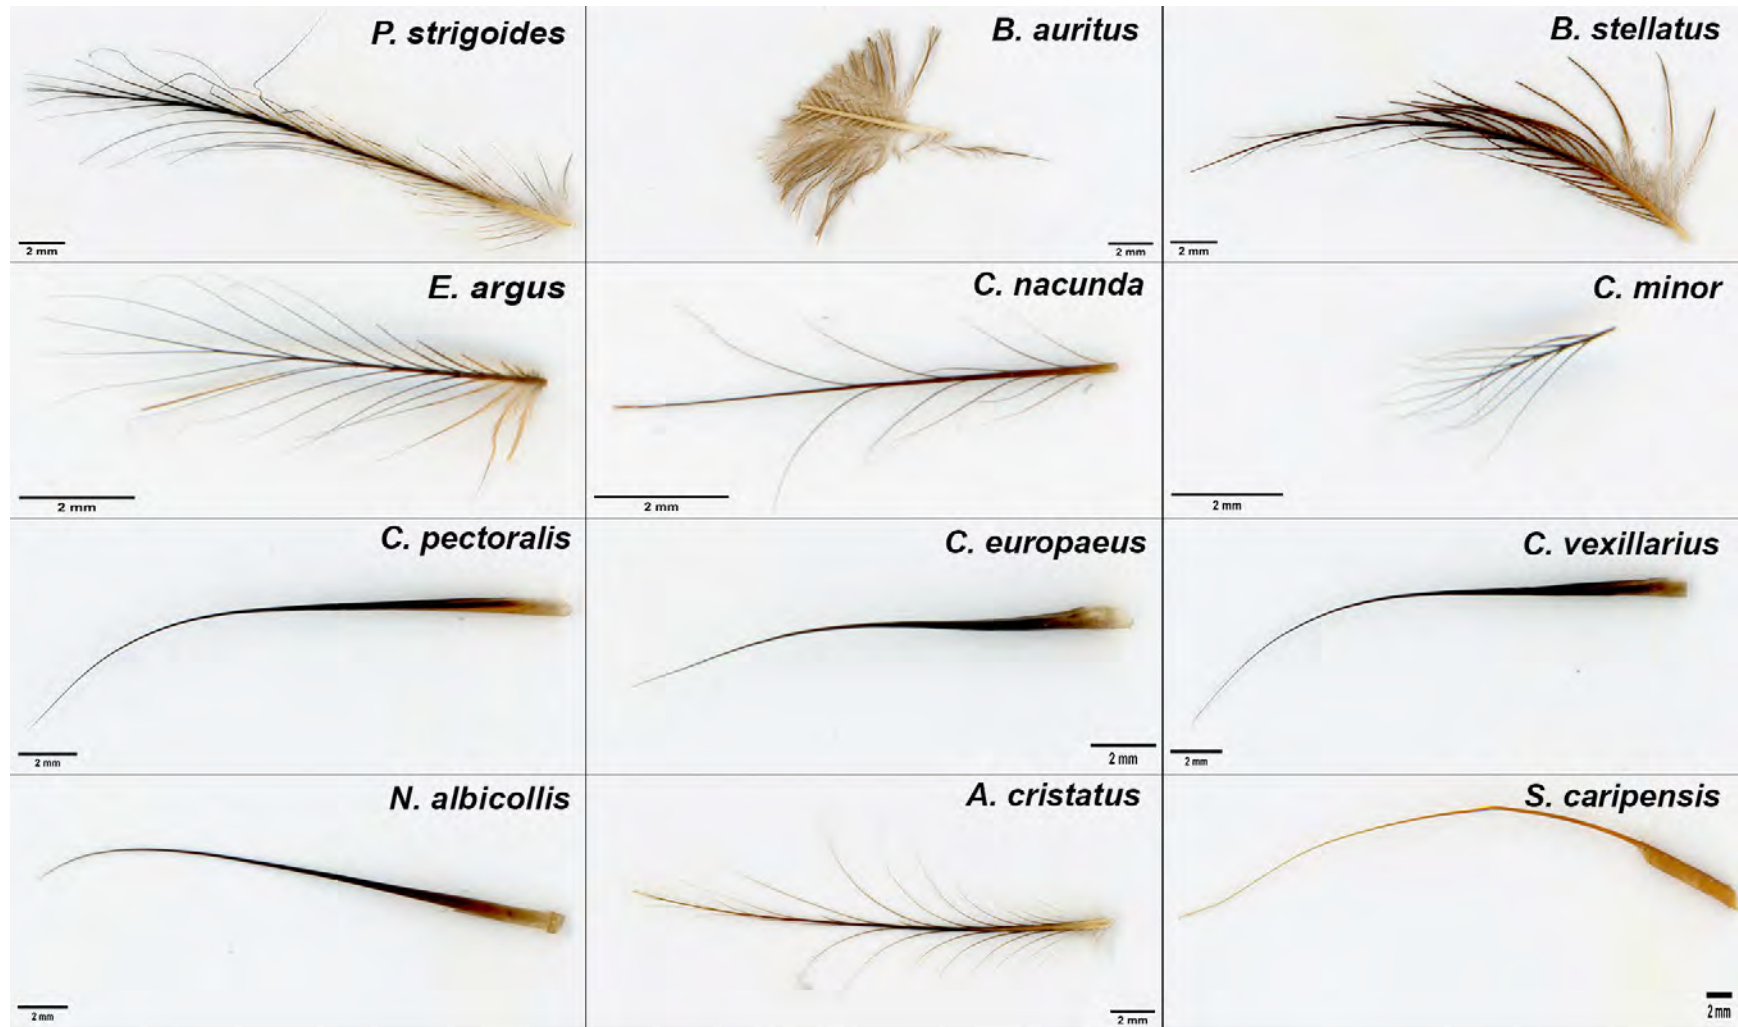 P. strigoides
B. auritus
B. stellatus
2 mm
2 mm
2 mm
E. argus
C. nacunda
C. minor
2 mm
2 mm
2 mm
C. pectoralis
C. europaeus
C. vexillarius
2 mm
2 mm
2 mm
N. albicollis
A. cristatus
S. caripensis
2 mm
2 mm
2 mm